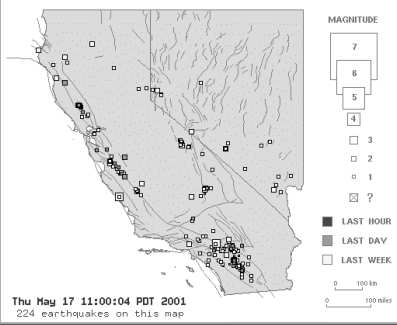 MAGNITUDE
7
6
5
4
3
2
1
?
LAST HOUR
LAST DAY
LAST WEEK
0 100 km
0 100 miles
Thu May 17 11:00:04 PDT 2001
224 earthquakes on this map